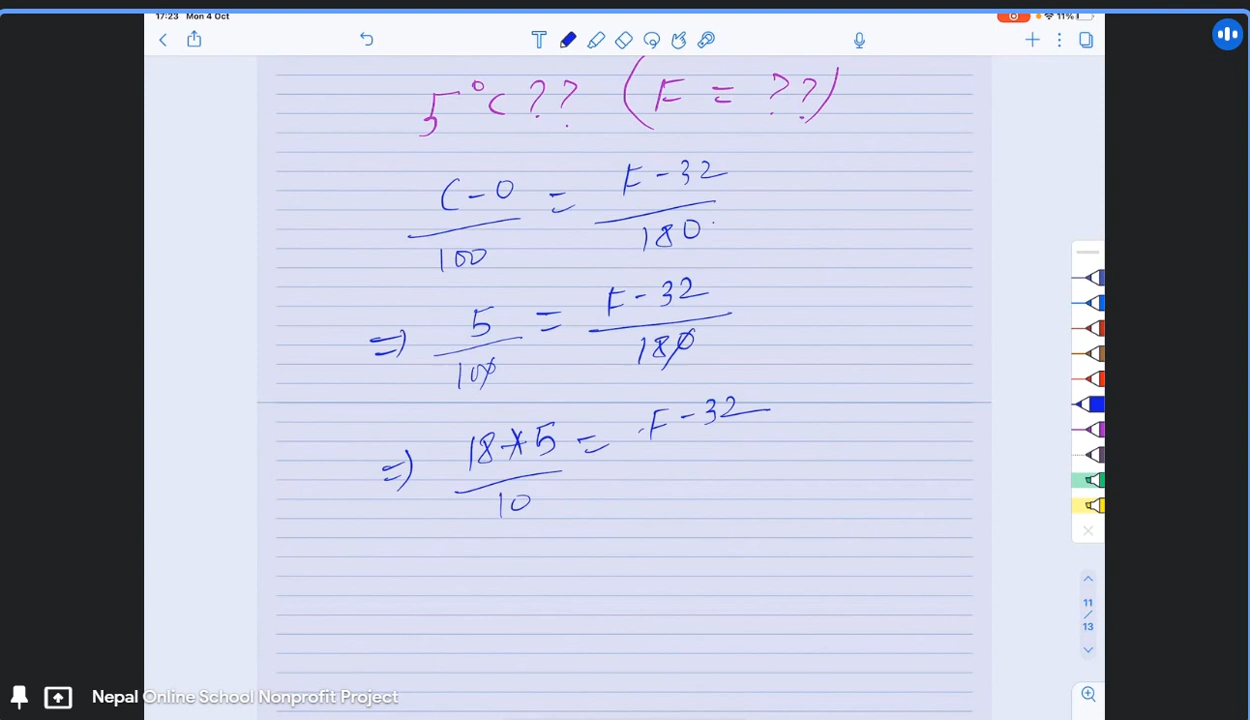 17:23 Mon 4 Oct 11%
5°C ?? (F = ??)
C - 0 / 100 = F - 32 / 180
=) 5 / 100 = F - 32 / 180
=) 18 * 5 / 10 = F - 32
11 / 13
Nepal Online School Nonprofit Project